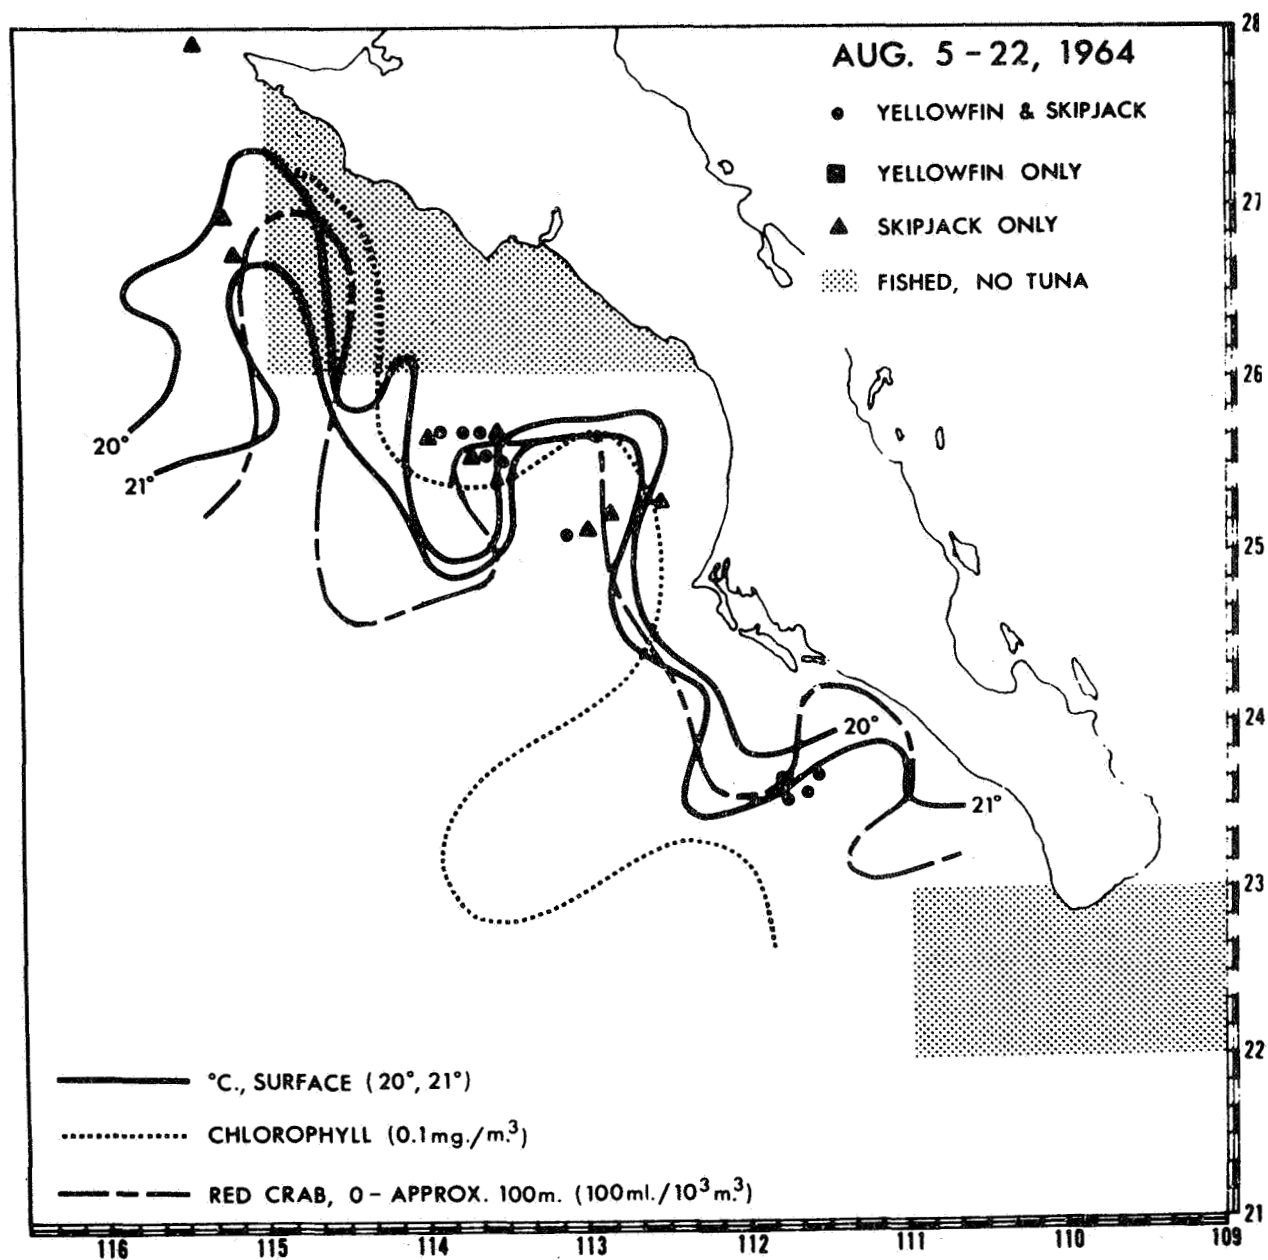 AUG. 5-22, 1964
YELLOWFIN & SKIPJACK
YELLOWFIN ONLY
SKIPJACK ONLY
FISHED, NO TUNA
28
27
26
25
24
23
22
21
20°
21°
20°
21°
°C., SURFACE (20°, 21°)
CHLOROPHYLL (0.1mg./m.³)
RED CRAB, 0 - APPROX. 100m. (100ml./10³m.³)
116 115 114 113 112 111 110 109